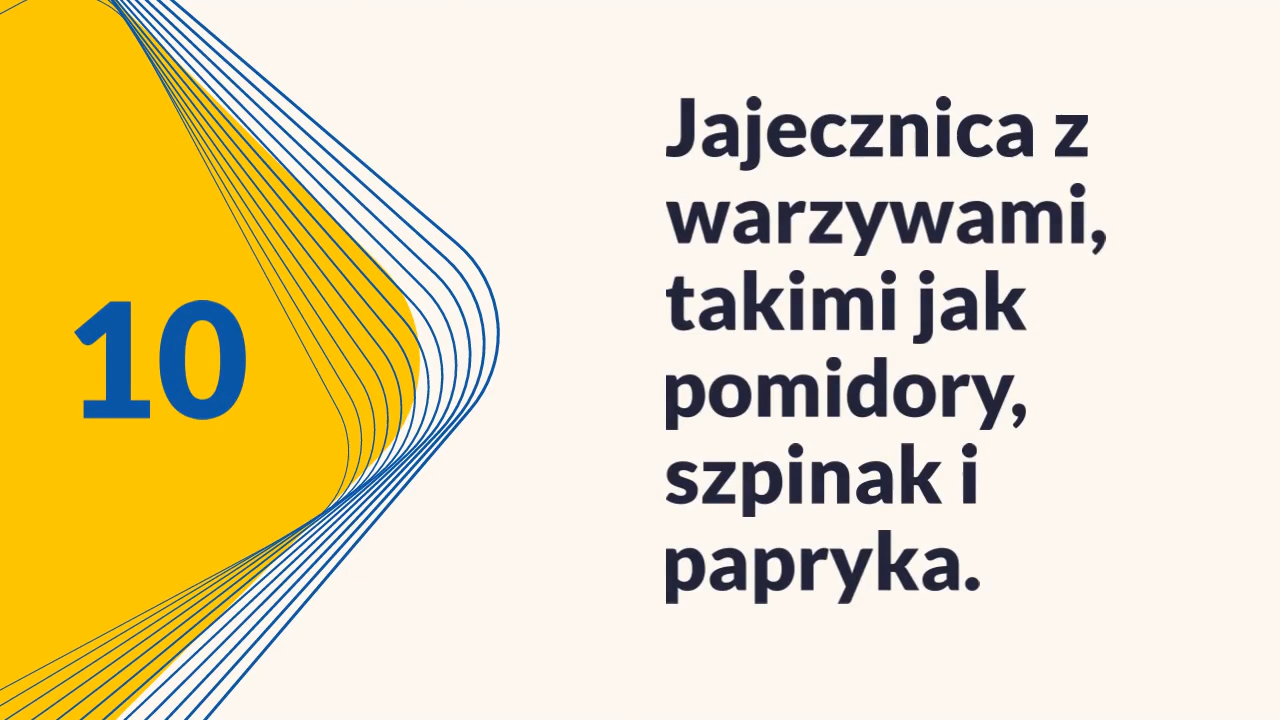 10
Jajecznica z
warzywami,
takimi jak
pomidory,
szpinak i
papryka.